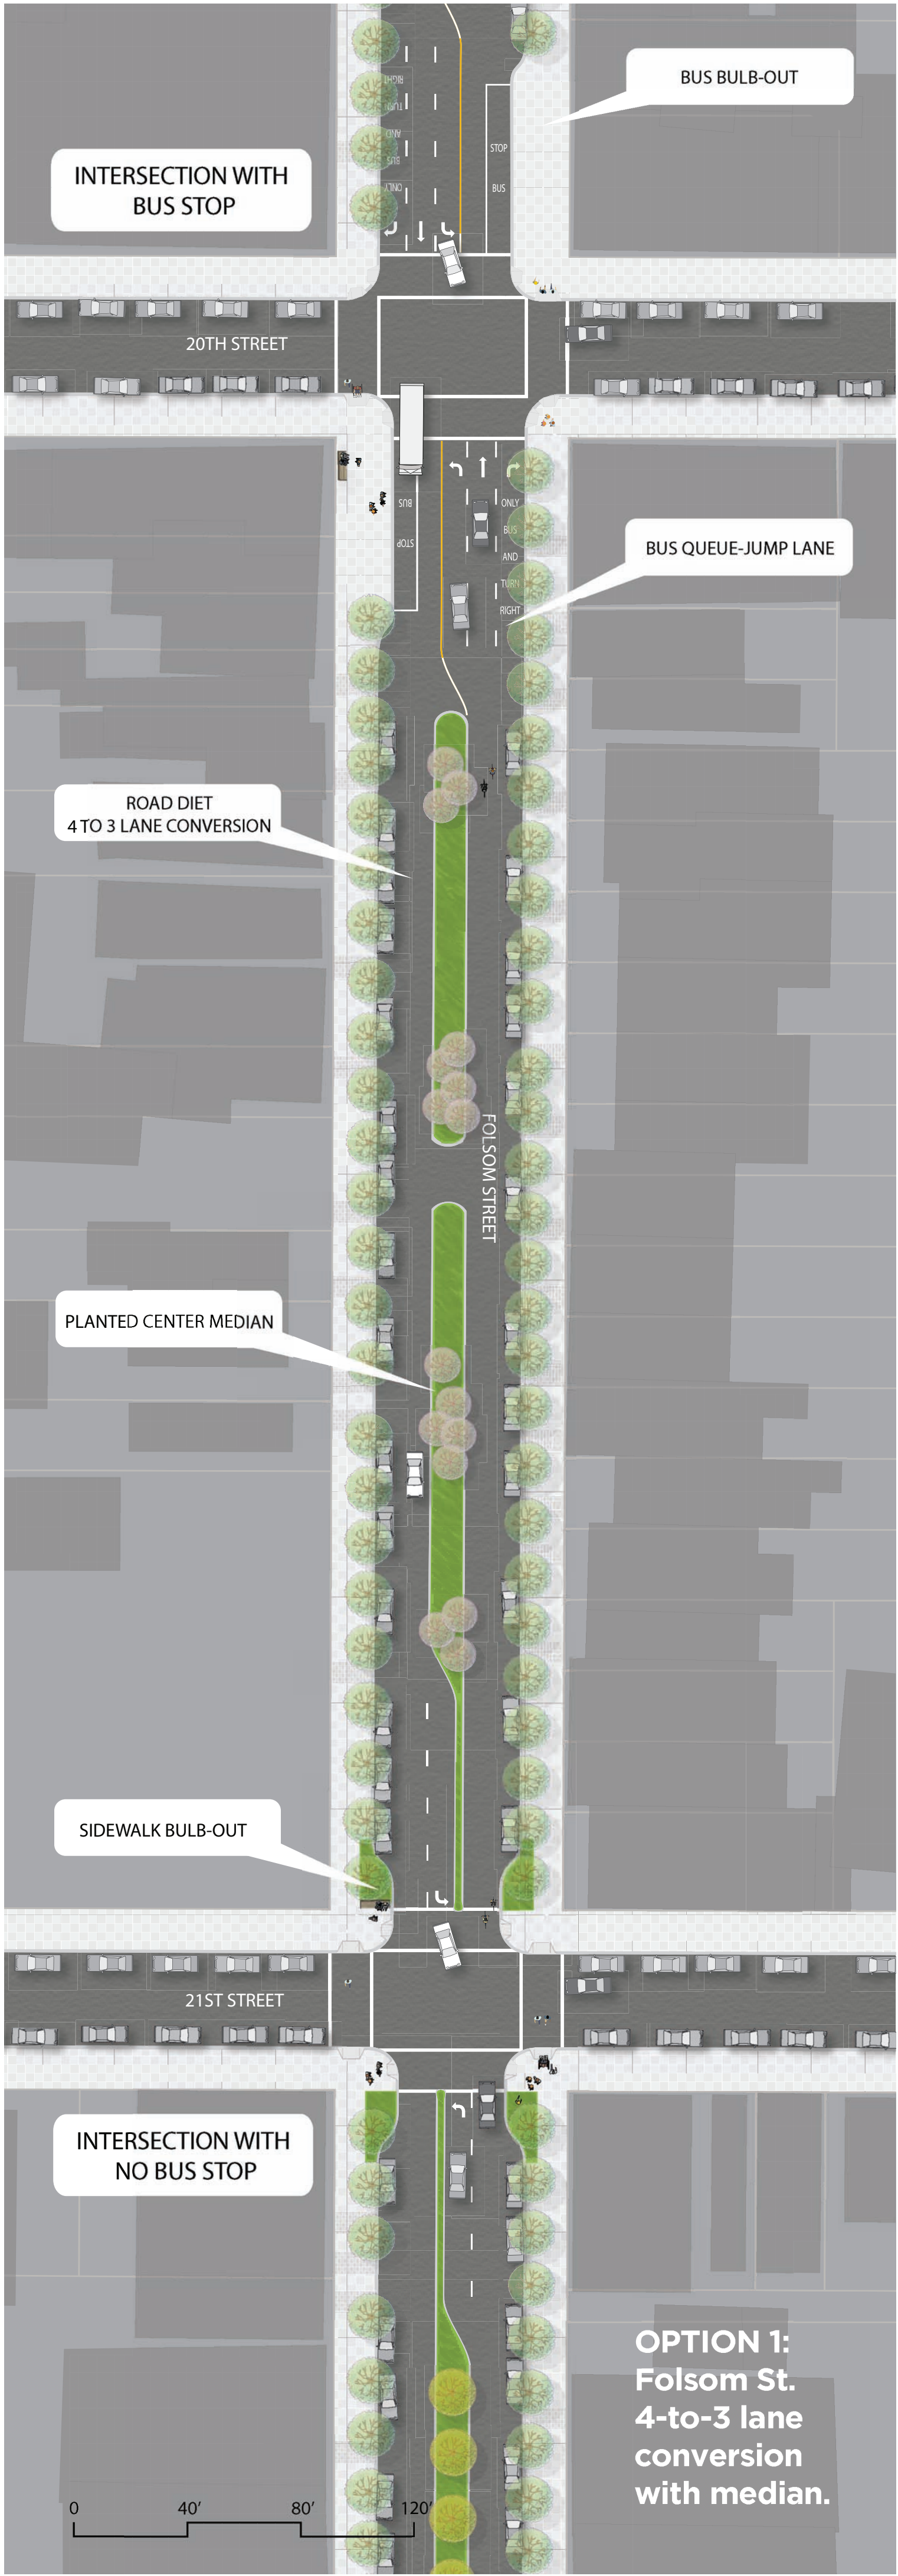 RIGHT
TURN
AND
BUS
ONLY
BUS BULB-OUT
STOP
BUS
INTERSECTION WITH
BUS STOP
20TH STREET
BUS
STOP
ONLY
BUS
AND
TURN
RIGHT
BUS QUEUE-JUMP LANE
ROAD DIET
4 TO 3 LANE CONVERSION
FOLSOM STREET
PLANTED CENTER MEDIAN
SIDEWALK BULB-OUT
21ST STREET
INTERSECTION WITH
NO BUS STOP
OPTION 1:
Folsom St.
4-to-3 lane
conversion
with median.
0 40′ 80′ 120′